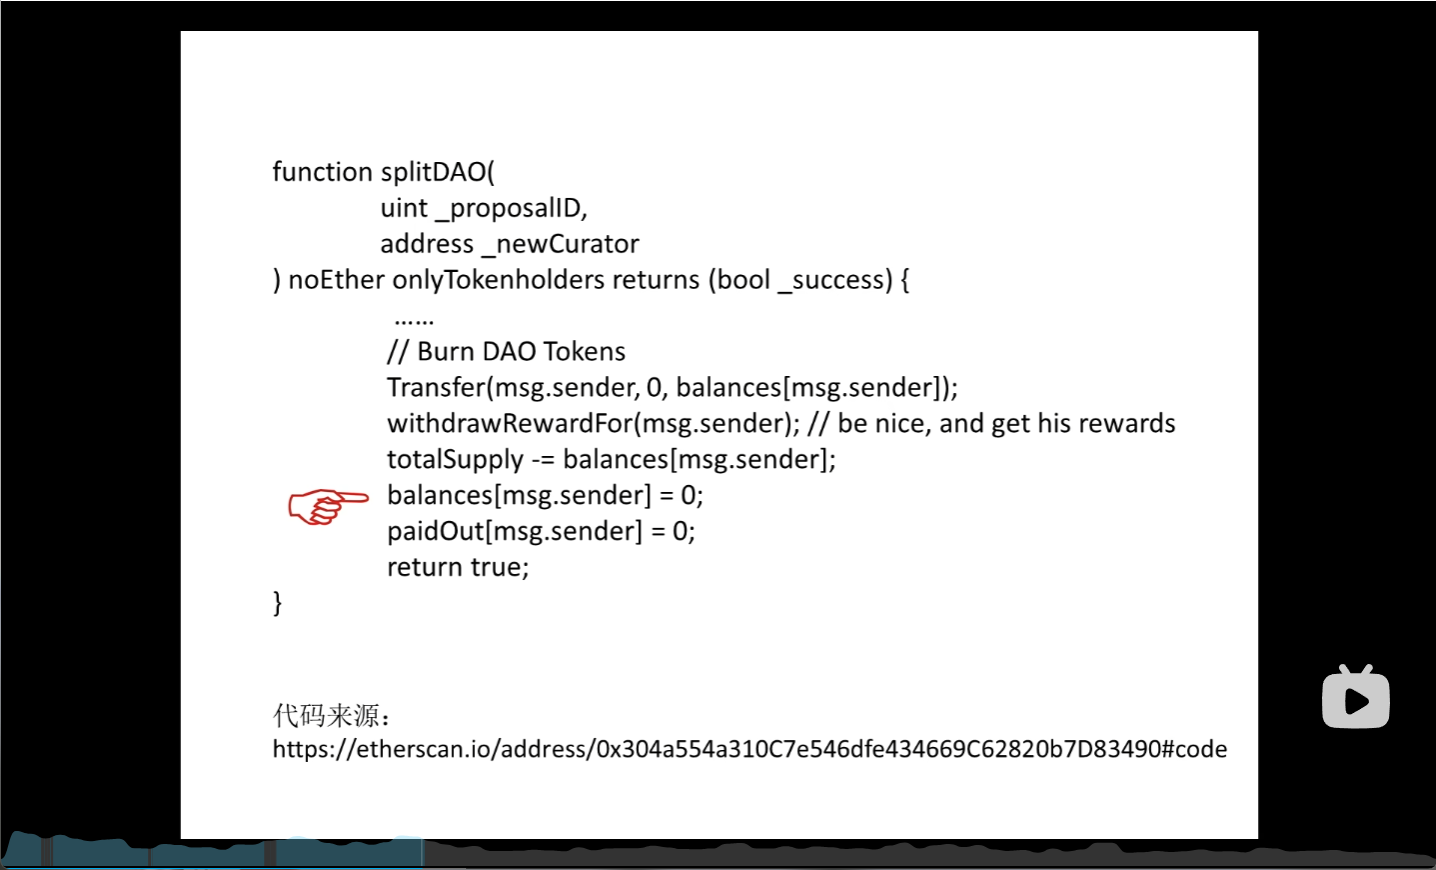 function splitDAO(
uint _proposalID,
address _newCurator
) noEther onlyTokenholders returns (bool _success) {
......
// Burn DAO Tokens
Transfer(msg.sender, 0, balances[msg.sender]);
withdrawRewardFor(msg.sender); // be nice, and get his rewards
totalSupply -= balances[msg.sender];
balances[msg.sender] = 0;
paidOut[msg.sender] = 0;
return true;
}
代码来源：
https://etherscan.io/address/0x304a554a310C7e546dfe434669C62820b7D83490#code